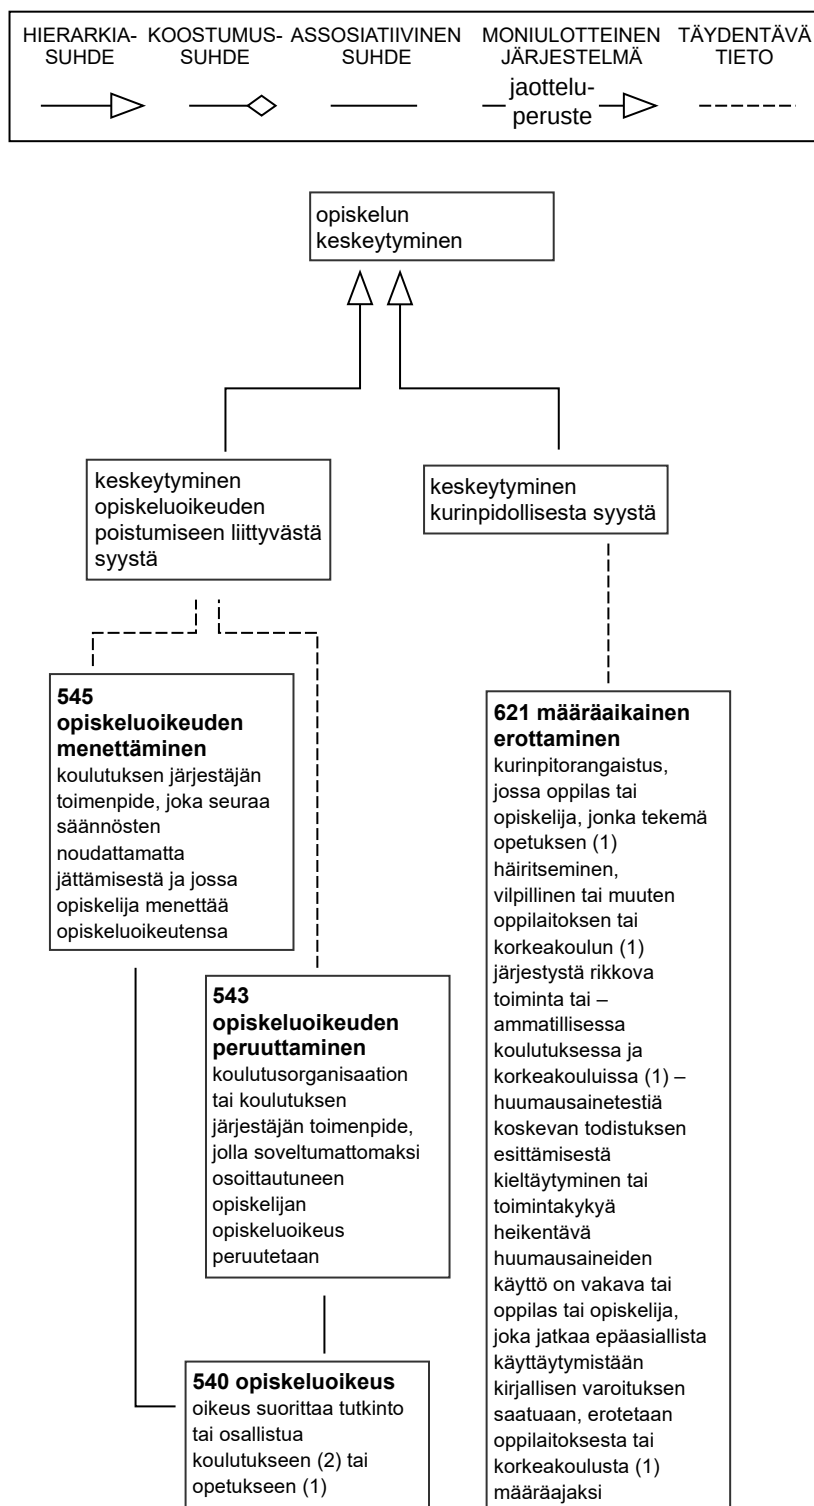 HIERARKIA-
SUHDE
KOOSTUMUS-
SUHDE
ASSOSIATIIVINEN
SUHDE
MONIULOTTEINEN
JÄRJESTELMÄ
TÄYDENTÄVÄ
TIETO
jaottelu-
peruste
opiskelun
keskeytyminen
keskeytyminen
opiskeluoikeuden
poistumiseen liittyvästä
syystä
keskeytyminen
kurinpidollisesta syystä
545
opiskeluoikeuden
menettäminen
koulutuksen järjestäjän
toimenpide, joka seuraa
säännösten
noudattamatta
jättämisestä ja jossa
opiskelija menettää
opiskeluoikeutensa
543
opiskeluoikeuden
peruuttaminen
koulutusorganisaation
tai koulutuksen
järjestäjän toimenpide,
jolla soveltumattomaksi
osoittautuneen
opiskelijan
opiskeluoikeus
peruutetaan
540 opiskeluoikeus
oikeus suorittaa tutkinto
tai osallistua
koulutukseen (2) tai
opetukseen (1)
621 määräaikainen
erottaminen
kurinpitorangaistus,
jossa oppilas tai
opiskelija, jonka tekemä
opetuksen (1)
häiritseminen,
vilpillinen tai muuten
oppilaitoksen tai
korkeakoulun (1)
järjestystä rikkova
toiminta tai –
ammatillisessa
koulutuksessa ja
korkeakouluissa (1) –
huumausainetestiä
koskevan todistuksen
esittämisestä
kieltäytyminen tai
toimintakykyä
heikentävä
huumausaineiden
käyttö on vakava tai
oppilas tai opiskelija,
joka jatkaa epäasiallista
käyttäytymistään
kirjallisen varoituksen
saatuaan, erotetaan
oppilaitoksesta tai
korkeakoulusta (1)
määräajaksi